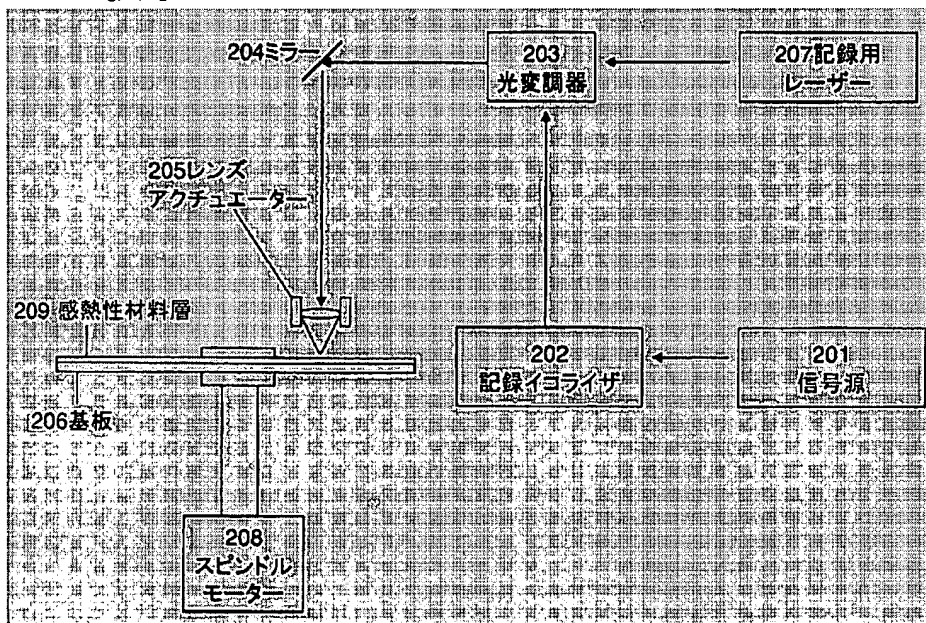 204ミラー
203
光変調器
207記録用
レーザー
205レンズ
アクチュエーター
209 感熱性材料層
202
記録イコライザ
201
信号源
206基板
208
スピンドル
モーター